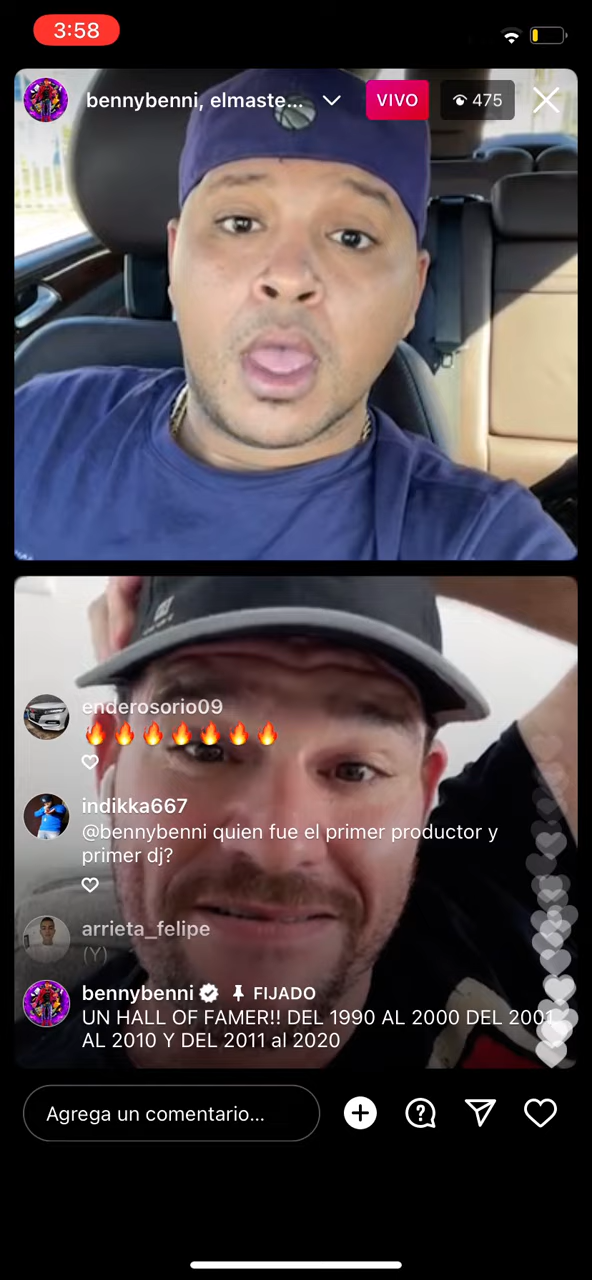 3:58
bennybenni, elmaste...
VIVO
475
enderosorio09
🔥🔥🔥🔥🔥🔥🔥
indikka667
@bennybenni quien fue el primer productor y
primer dj?
arrieta_felipe
(Y)
bennybenni FIJADO
UN HALL OF FAMER!! DEL 1990 AL 2000 DEL 2001
AL 2010 Y DEL 2011 al 2020
Agrega un comentario...